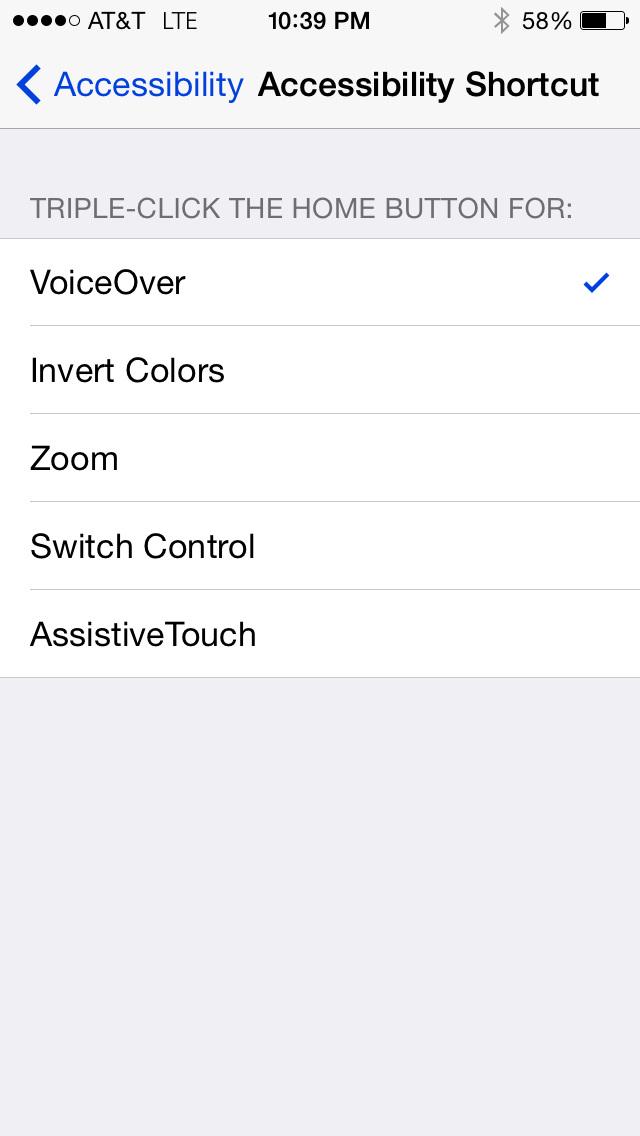 AT&T LTE 10:39 PM 58%
Accessibility Accessibility Shortcut
TRIPLE-CLICK THE HOME BUTTON FOR:
VoiceOver
Invert Colors
Zoom
Switch Control
AssistiveTouch